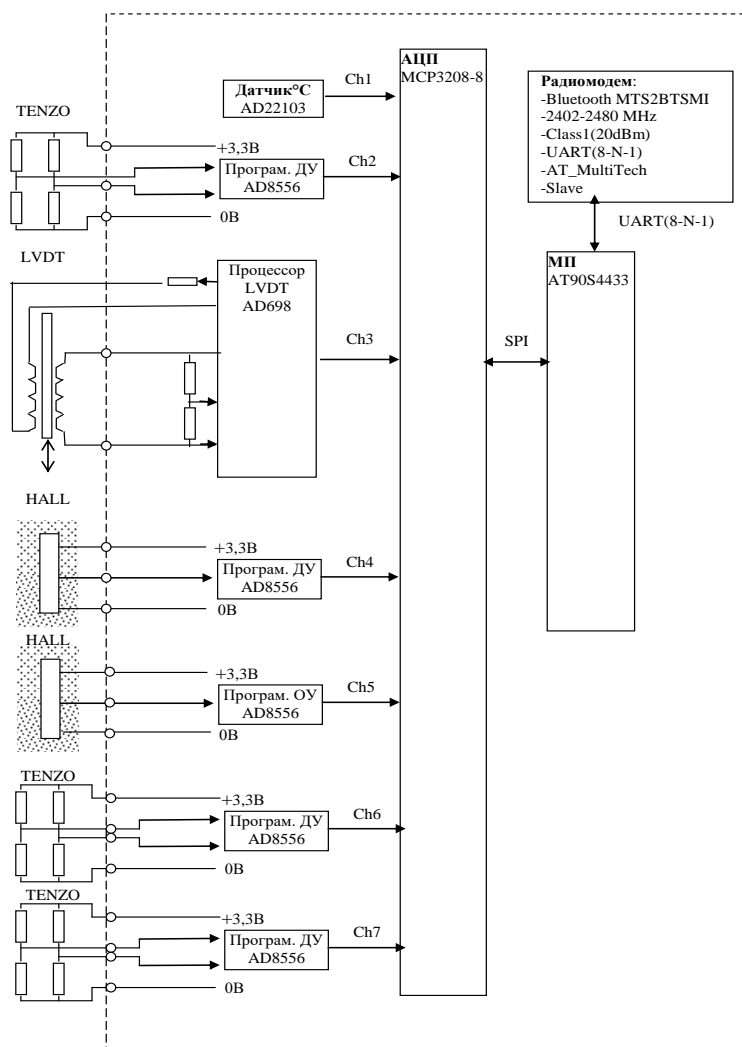 АЦП
MCP3208-8
Ch1
Датчик°С
AD22103
Радиомодем:
-Bluetooth MTS2BTSMI
-2402-2480 MHz
-Class1(20dBm)
-UART(8-N-1)
-AT_MultiTech
-Slave
TENZO
+3,3В
Програм. ДУ
AD8556
Ch2
0В
UART(8-N-1)
LVDT
МП
AT90S4433
Процессор
LVDT
AD698
Ch3
SPI
HALL
+3,3В
Програм. ДУ
AD8556
Ch4
0В
HALL
+3,3В
Програм. ОУ
AD8556
Ch5
0В
TENZO
+3,3В
Програм. ДУ
AD8556
Ch6
0В
TENZO
+3,3В
Програм. ДУ
AD8556
Ch7
0В